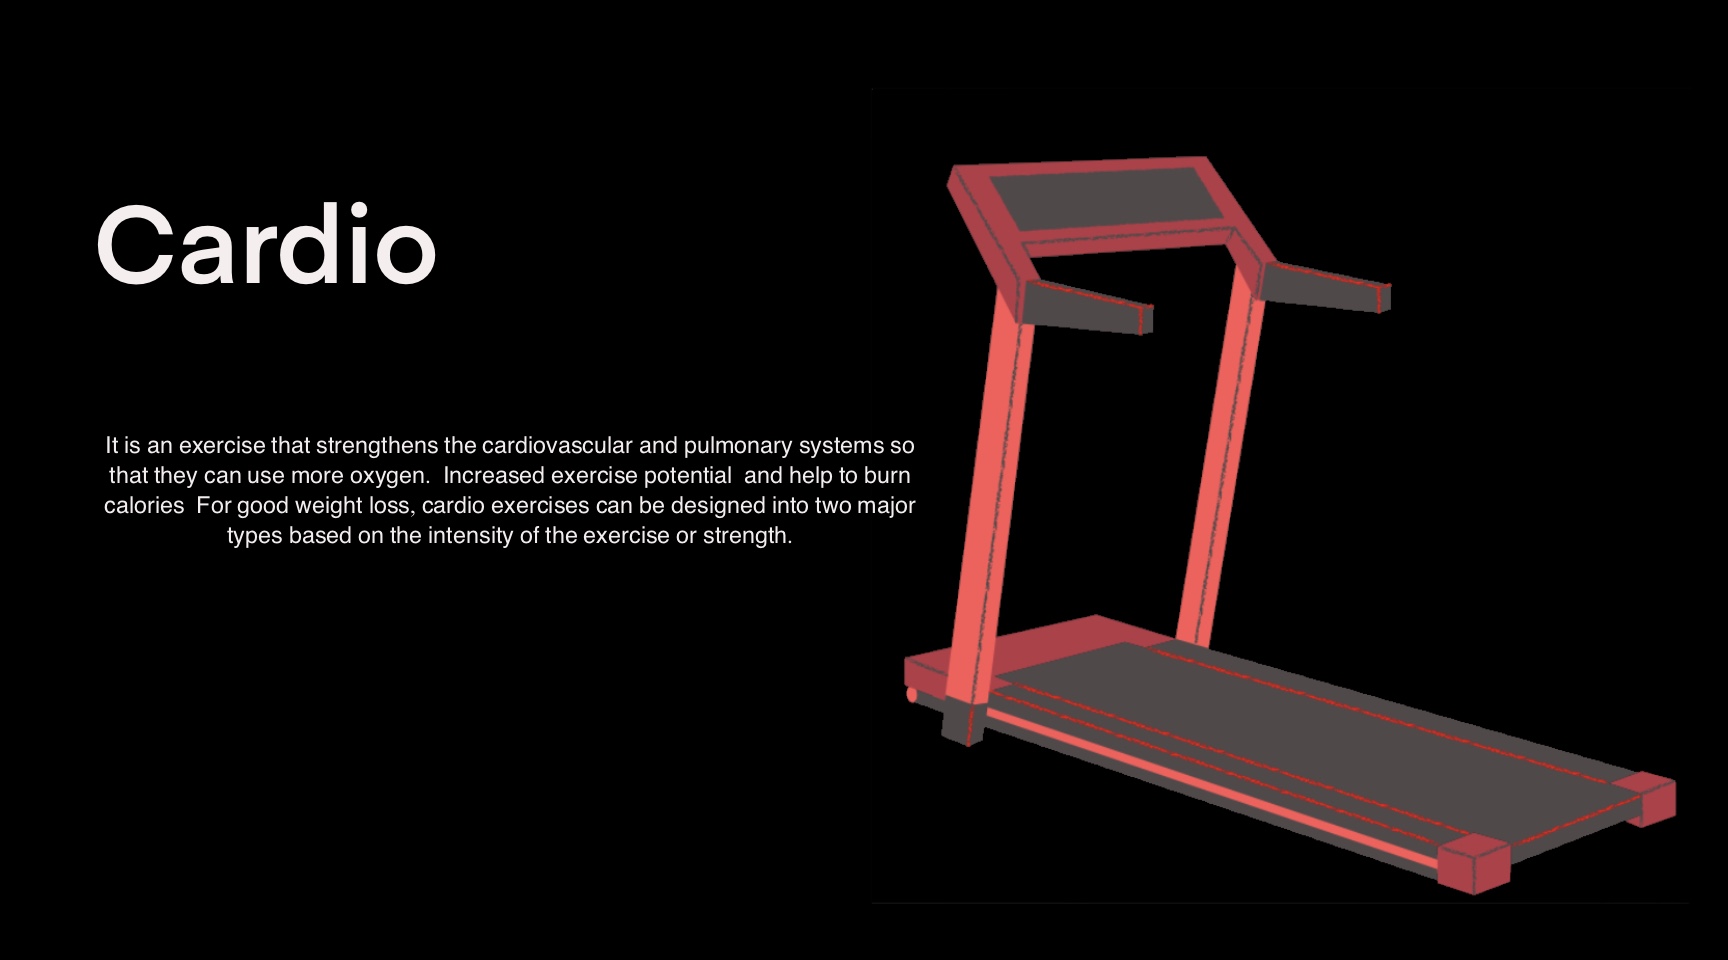 Cardio
It is an exercise that strengthens the cardiovascular and pulmonary systems so
that they can use more oxygen.  Increased exercise potential  and help to burn
calories  For good weight loss, cardio exercises can be designed into two major
types based on the intensity of the exercise or strength.